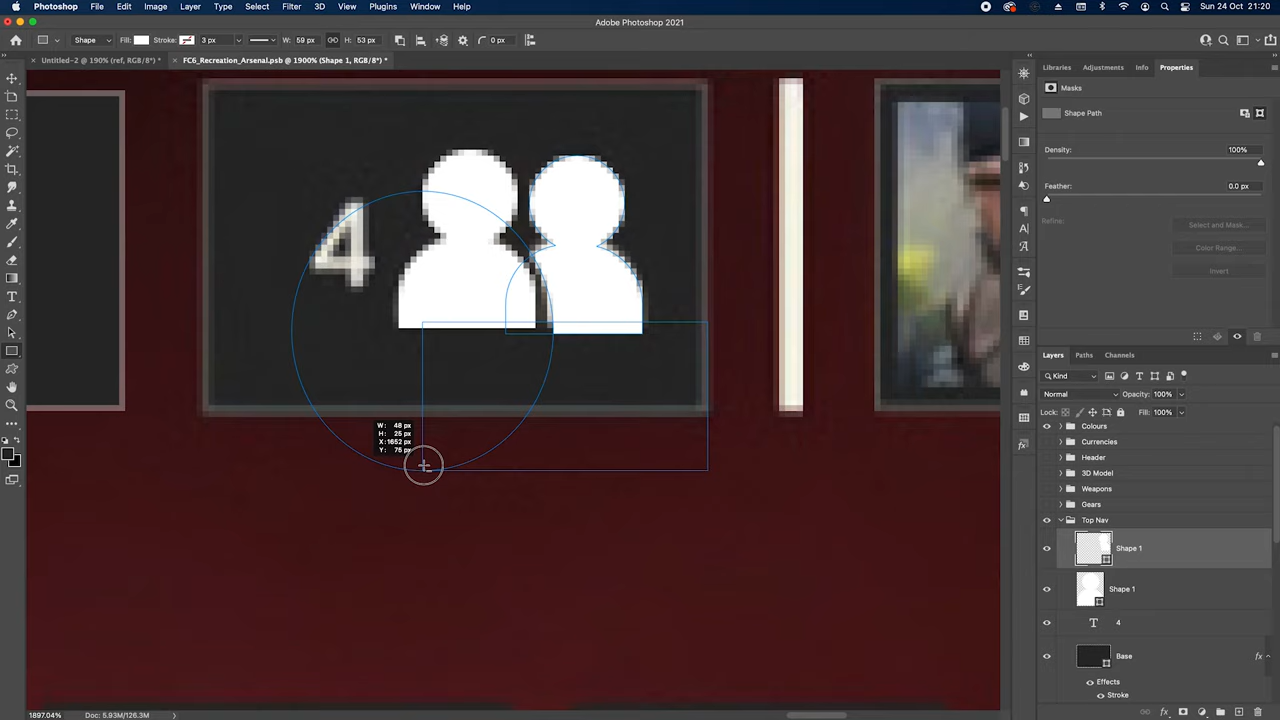 Photoshop File Edit Image Layer Type Select Filter 3D View Plugins Window Help Sun 24 Oct 21:20
Adobe Photoshop 2021
Shape Fill: Stroke: 3 px W: 59 px H: 53 px 0 px
Untitled-2 @ 190% (ref, RGB/8*) * FC6_Recreation_Arsenal.psb @ 1900% (Shape 1, RGB/8*) *
Libraries Adjustments Info Properties
Masks
Shape Path
Density: 100%
Feather: 0.0 px
Refine: Select and Mask...
Color Range...
Invert
4
W: 48 px
H: 25 px
X: 1652 px
Y: 75 px
Layers Paths Channels
Kind
Normal Opacity: 100%
Lock: Fill: 100%
Colours
Currencies
Header
3D Model
Weapons
Gears
Top Nav
Shape 1
Shape 1
T 4
Base fx
Effects
Stroke
1897.04% Doc: 5.93M/126.3M